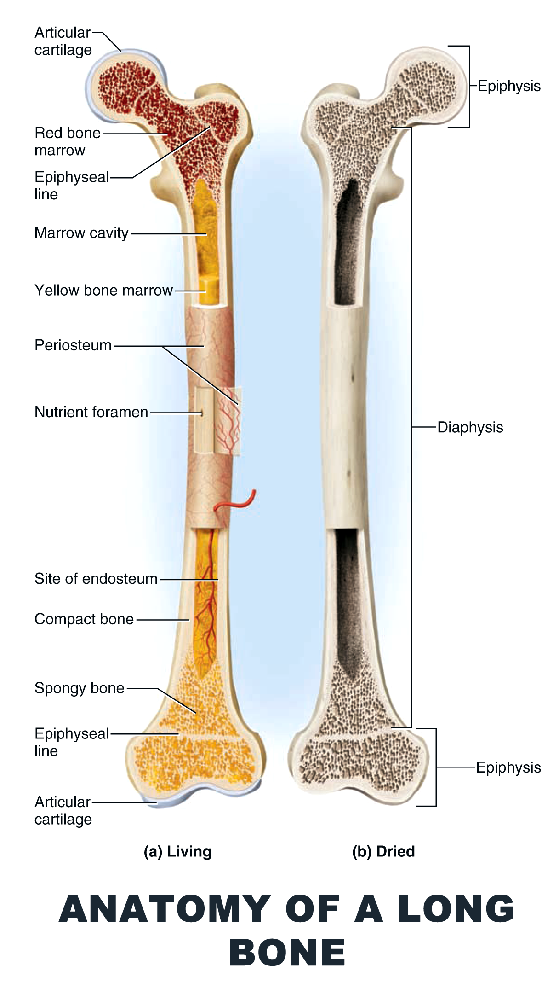 Articular
cartilage
Epiphysis
Red bone
marrow
Epiphyseal
line
Marrow cavity
Yellow bone marrow
Periosteum
Nutrient foramen
Diaphysis
Site of endosteum
Compact bone
Spongy bone
Epiphyseal
line
Epiphysis
Articular
cartilage
(a) Living
(b) Dried
ANATOMY OF A LONG
BONE